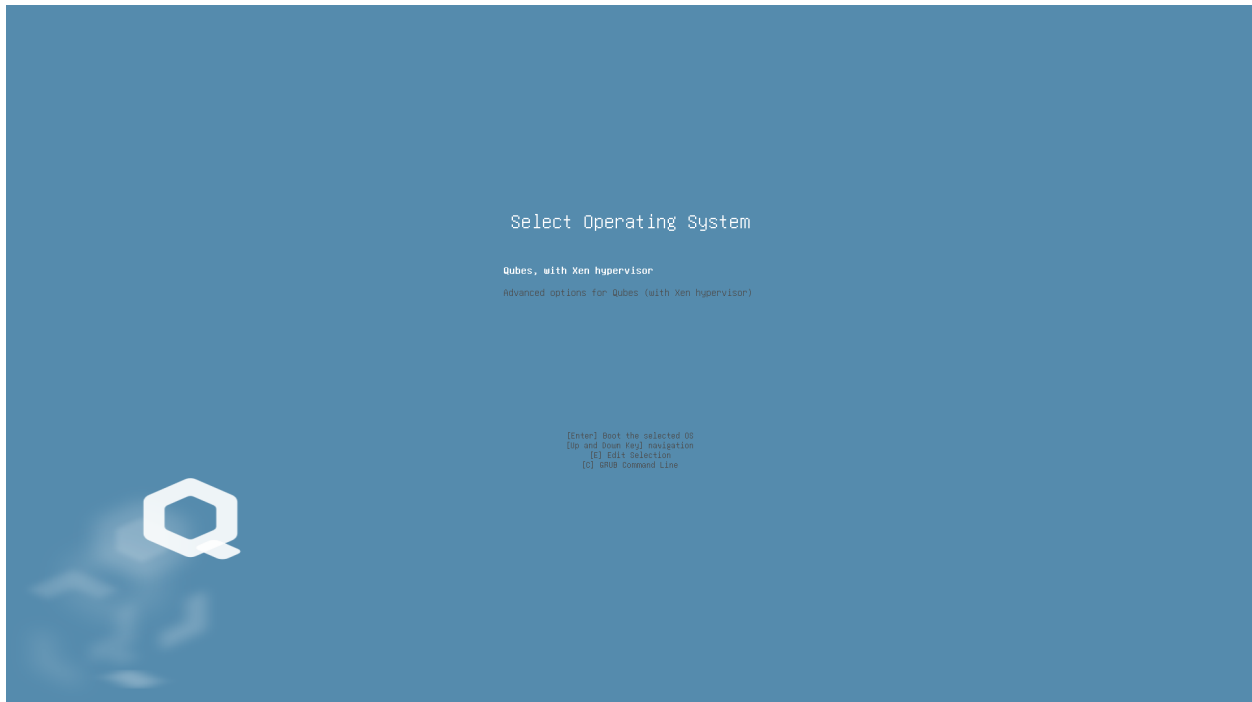 Select Operating System
Qubes, with Xen hypervisor
Advanced options for Qubes (with Xen hypervisor)
[Enter] Boot the selected OS
[Up and Down Key] navigation
[E] Edit Selection
[C] GRUB Command Line